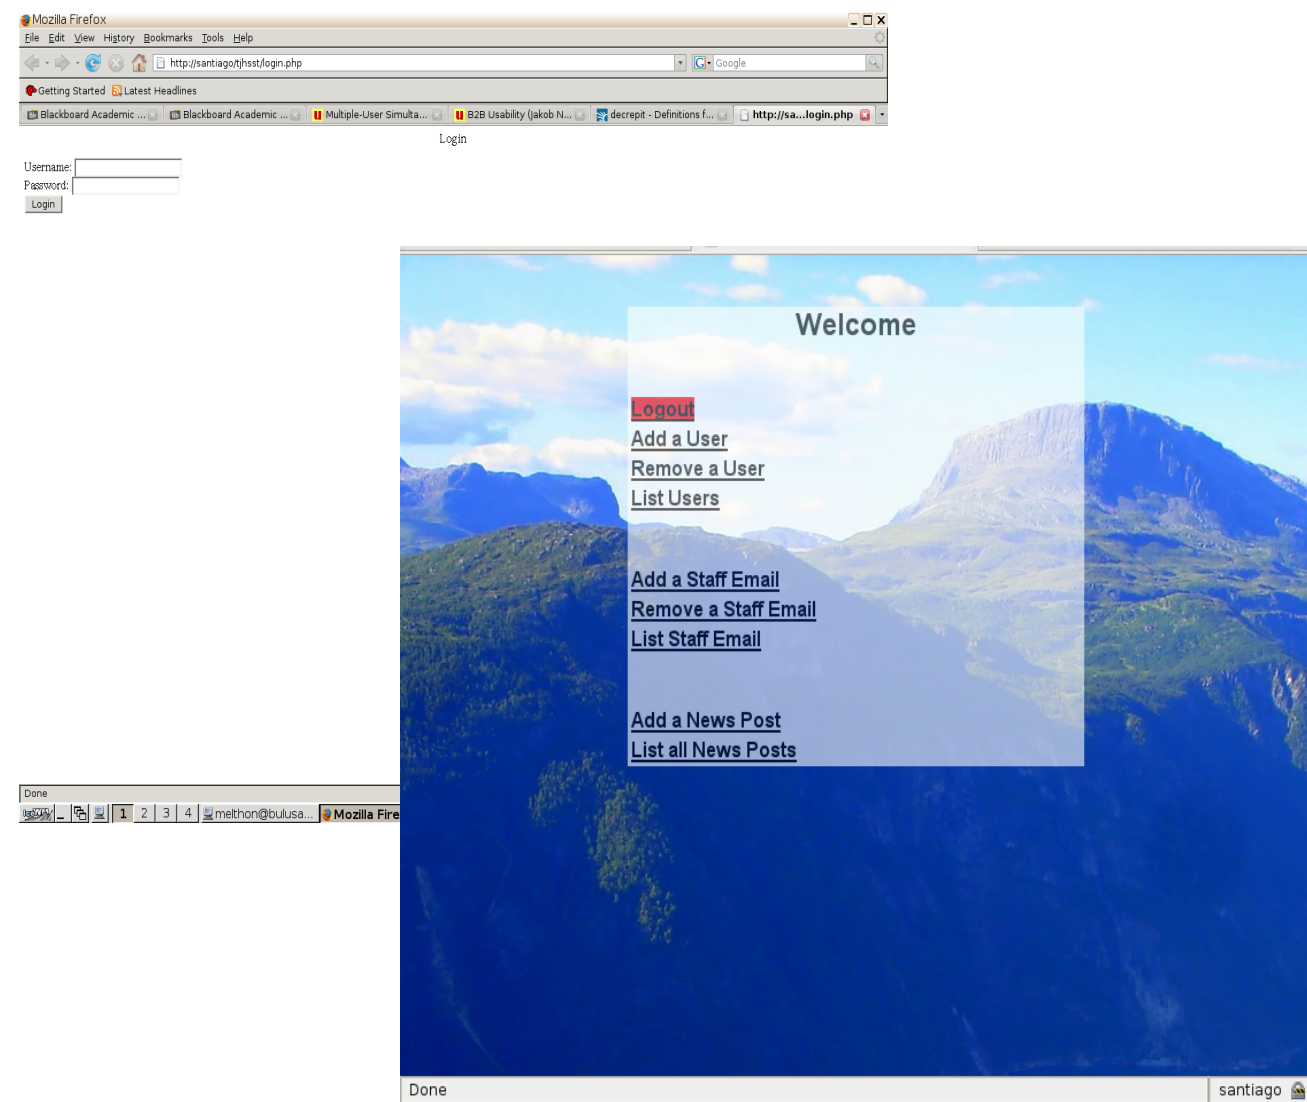 Mozilla Firefox
File Edit View History Bookmarks Tools Help
http://santiago/tjhsst/login.php
Google
Getting Started Latest Headlines
Blackboard Academic ... Blackboard Academic ... Multiple-User Simulta... B2B Usability (Jakob N... decrepit - Definitions f... http://sa...login.php
Login
Username:
Password:
Login
Welcome
Logout
Add a User
Remove a User
List Users
Add a Staff Email
Remove a Staff Email
List Staff Email
Add a News Post
List all News Posts
Done
1 2 3 4 melthon@bulusa... Mozilla Fire
Done santiago